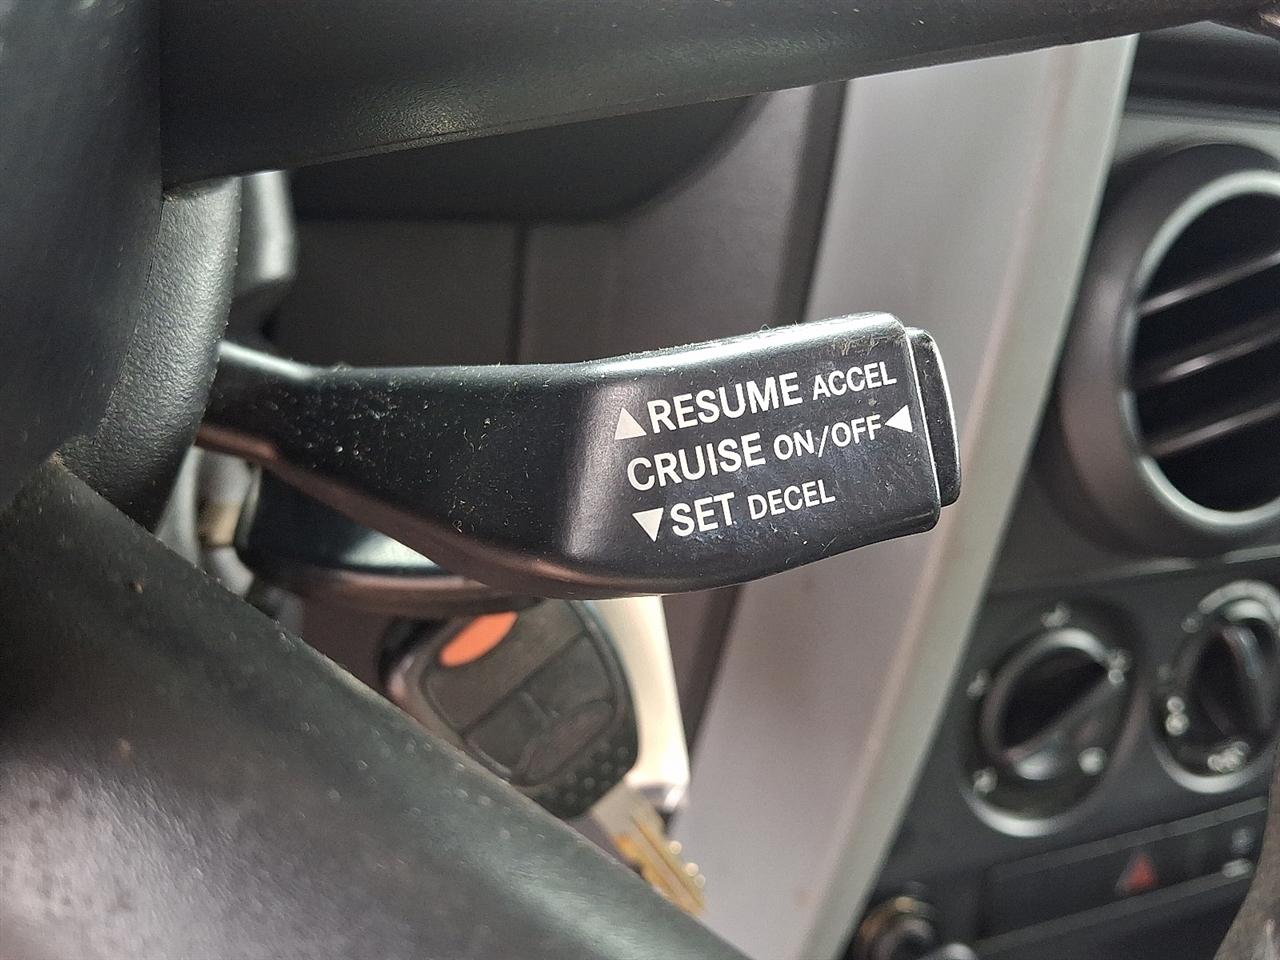 ▲RESUME ACCEL
CRUISE ON/OFF◀
▼SET DECEL